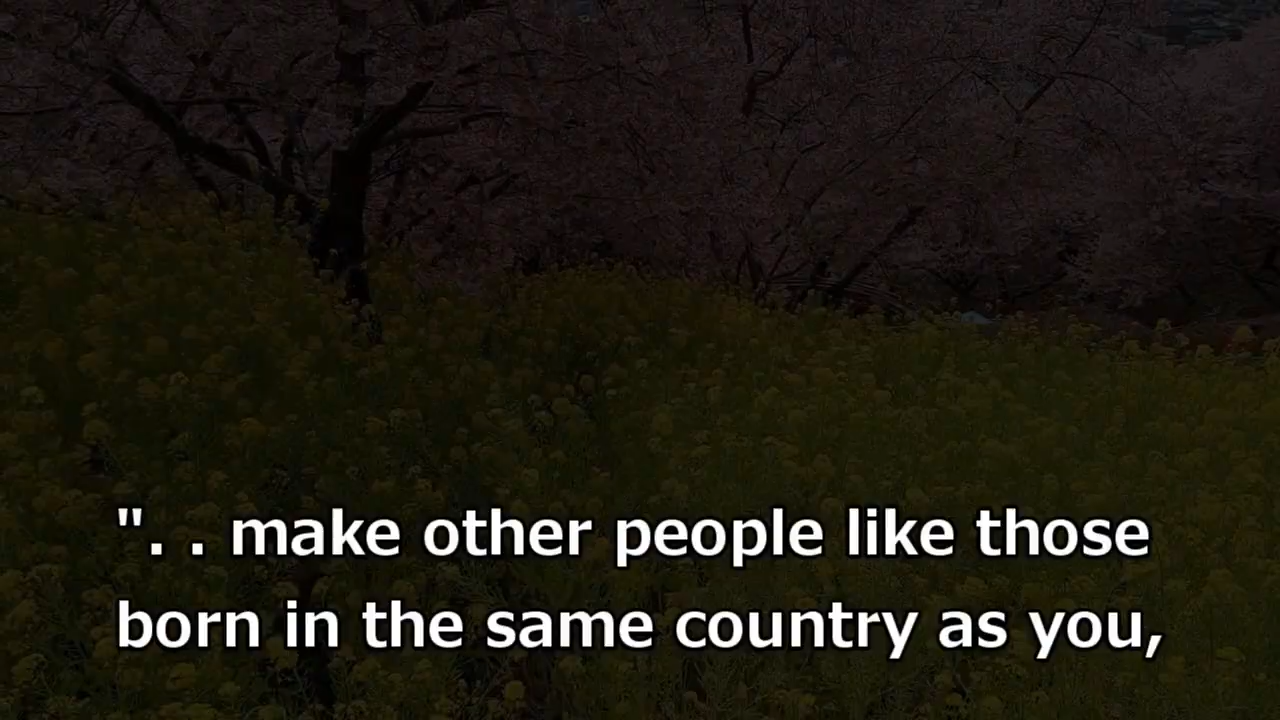 ". . make other people like those
born in the same country as you,